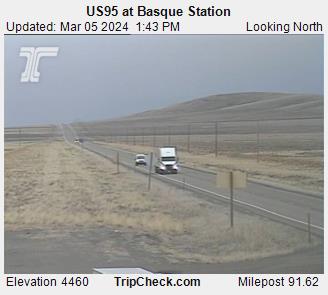 US95 at Basque Station
Updated: Mar 05 2024 1:43 PM Looking North
Elevation 4460 TripCheck.com Milepost 91.62